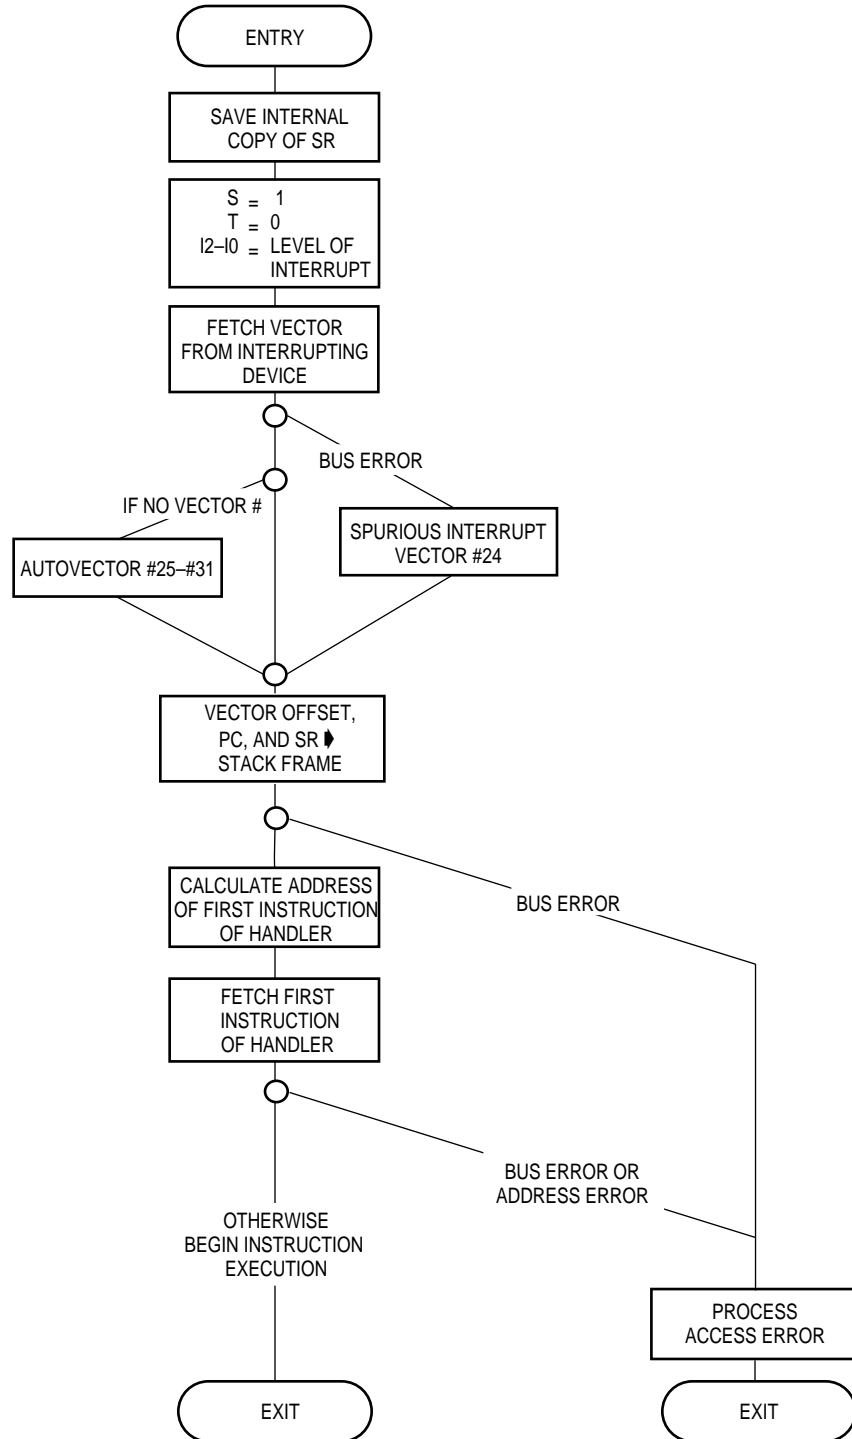 ENTRY
SAVE INTERNAL
COPY OF SR
S = 1
T = 0
I2–I0 = LEVEL OF
INTERRUPT
FETCH VECTOR
FROM INTERRUPTING
DEVICE
BUS ERROR
IF NO VECTOR #
SPURIOUS INTERRUPT
VECTOR #24
AUTOVECTOR #25–#31
VECTOR OFFSET,
PC, AND SR
STACK FRAME
CALCULATE ADDRESS
OF FIRST INSTRUCTION
OF HANDLER
BUS ERROR
FETCH FIRST
INSTRUCTION
OF HANDLER
BUS ERROR OR
ADDRESS ERROR
OTHERWISE
BEGIN INSTRUCTION
EXECUTION
PROCESS
ACCESS ERROR
EXIT
EXIT